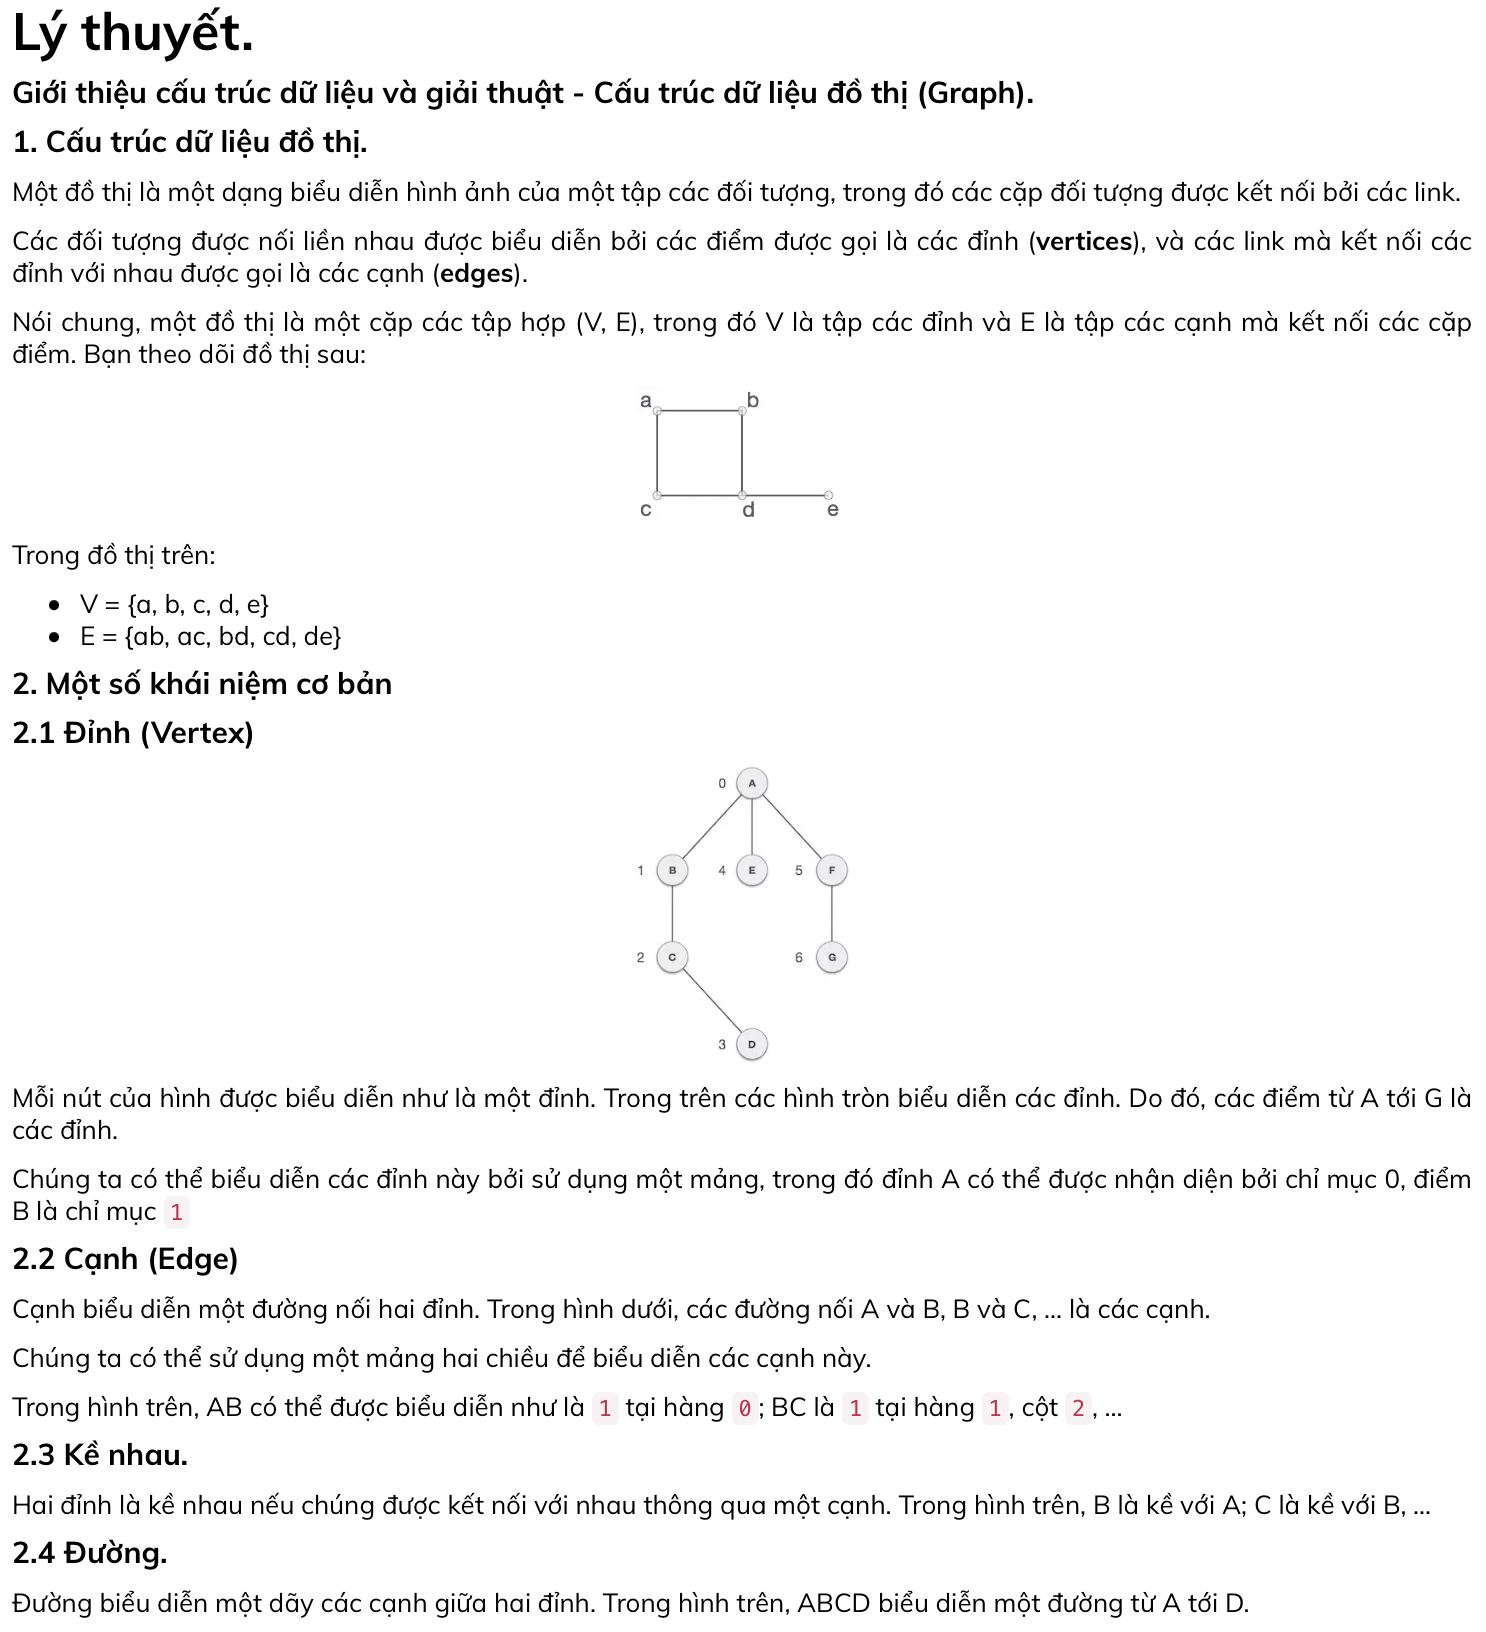 Lý thuyết.
Giới thiệu cấu trúc dữ liệu và giải thuật - Cấu trúc dữ liệu đồ thị (Graph).
1. Cấu trúc dữ liệu đồ thị.
Một đồ thị là một dạng biểu diễn hình ảnh của một tập các đối tượng, trong đó các cặp đối tượng được kết nối bởi các link.
Các đối tượng được nối liền nhau được biểu diễn bởi các điểm được gọi là các đỉnh (vertices), và các link mà kết nối các
đỉnh với nhau được gọi là các cạnh (edges).
Nói chung, một đồ thị là một cặp các tập hợp (V, E), trong đó V là tập các đỉnh và E là tập các cạnh mà kết nối các cặp
điểm. Bạn theo dõi đồ thị sau:
a b
c d e
Trong đồ thị trên:
• V = {a, b, c, d, e}
• E = {ab, ac, bd, cd, de}
2. Một số khái niệm cơ bản
2.1 Đỉnh (Vertex)
0 A
1 B 4 E 5 F
2 C 6 G
3 D
Mỗi nút của hình được biểu diễn như là một đỉnh. Trong trên các hình tròn biểu diễn các đỉnh. Do đó, các điểm từ A tới G là
các đỉnh.
Chúng ta có thể biểu diễn các đỉnh này bởi sử dụng một mảng, trong đó đỉnh A có thể được nhận diện bởi chỉ mục 0, điểm
B là chỉ mục 1
2.2 Cạnh (Edge)
Cạnh biểu diễn một đường nối hai đỉnh. Trong hình dưới, các đường nối A và B, B và C, ... là các cạnh.
Chúng ta có thể sử dụng một mảng hai chiều để biểu diễn các cạnh này.
Trong hình trên, AB có thể được biểu diễn như là 1 tại hàng 0; BC là 1 tại hàng 1, cột 2, ...
2.3 Kề nhau.
Hai đỉnh là kề nhau nếu chúng được kết nối với nhau thông qua một cạnh. Trong hình trên, B là kề với A; C là kề với B, ...
2.4 Đường.
Đường biểu diễn một dãy các cạnh giữa hai đỉnh. Trong hình trên, ABCD biểu diễn một đường từ A tới D.